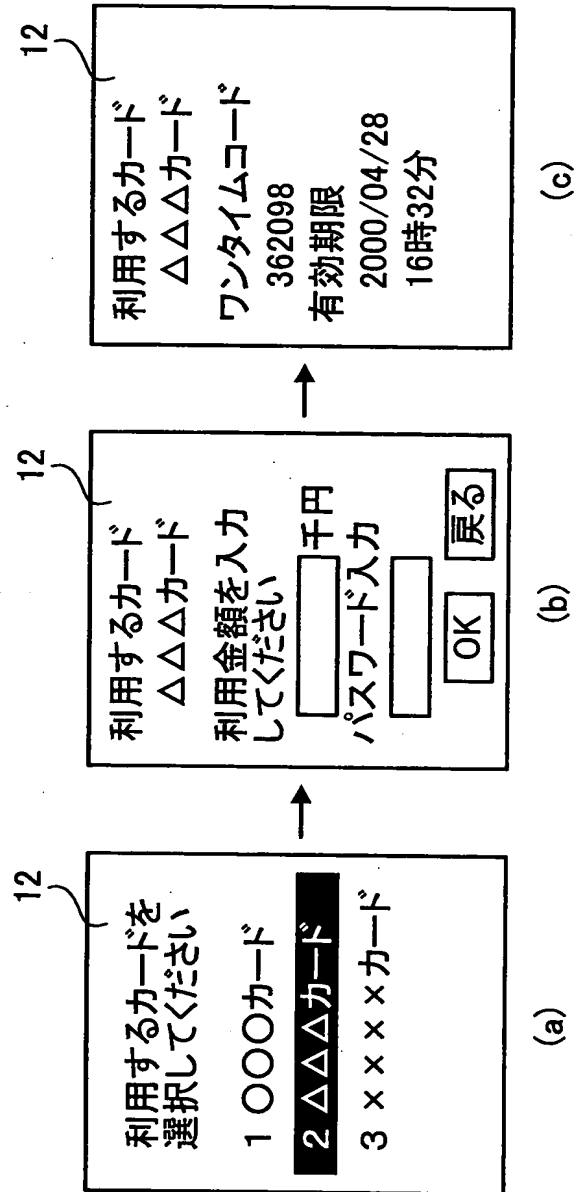 12
利用するカードを
選択してください
1 ○○○カード
2 △△△カード
3 ××××カード
(a)
12
利用するカード
△△△カード
利用金額を入力
してください
千円
パスワード入力
OK 戻る
(b)
12
利用するカード
△△△カード
ワンタイムコード
362098
有効期限
2000/04/28
16時32分
(c)